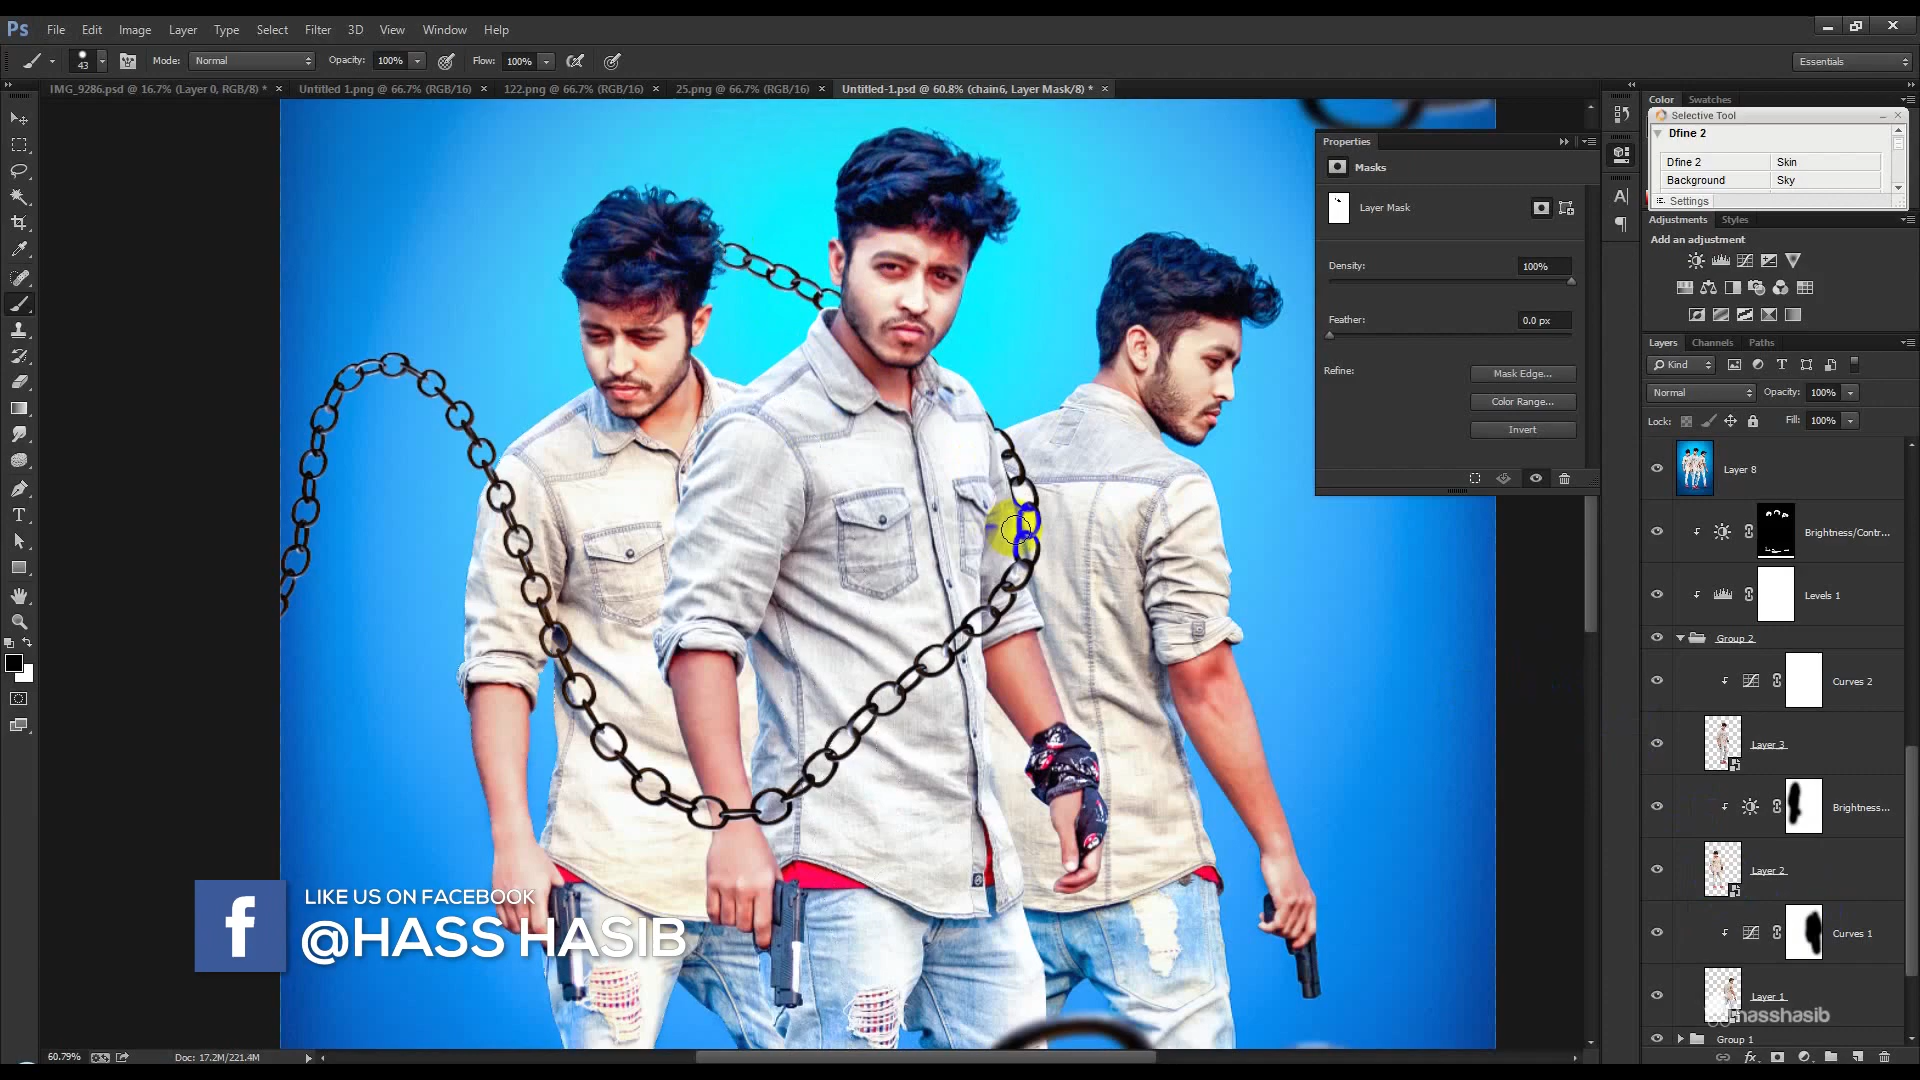 Ps File Edit Image Layer Type Select Filter 3D View Window Help
43 Mode: Normal Opacity: 100% Flow: 100% Essentials
IMG_9286.psd @ 16.7% (Layer 0, RGB/8) * × Untitled 1.png @ 66.7% (RGB/16) × 122.png @ 66.7% (RGB/16) × 25.png @ 66.7% (RGB/16) × Untitled-1.psd @ 60.8% (chain6, Layer Mask/8) * ×
Color Swatches
Selective Tool
Dfine 2
Dfine 2 Skin
Background Sky
Settings
Properties
Masks
Layer Mask
Density: 100%
Feather: 0.0 px
Refine: Mask Edge...
Color Range...
Invert
Adjustments Styles
Add an adjustment
Layers Channels Paths
Kind
Normal Opacity: 100%
Lock: Fill: 100%
Layer 8
Brightness/Contr...
Levels 1
Group 2
Curves 2
Layer 3
Brightness...
Layer 2
Curves 1
Layer 1
hasshasib
Group 1
f LIKE US ON FACEBOOK
@HASS HASIB
60.79% Doc: 17.2M/221.4M